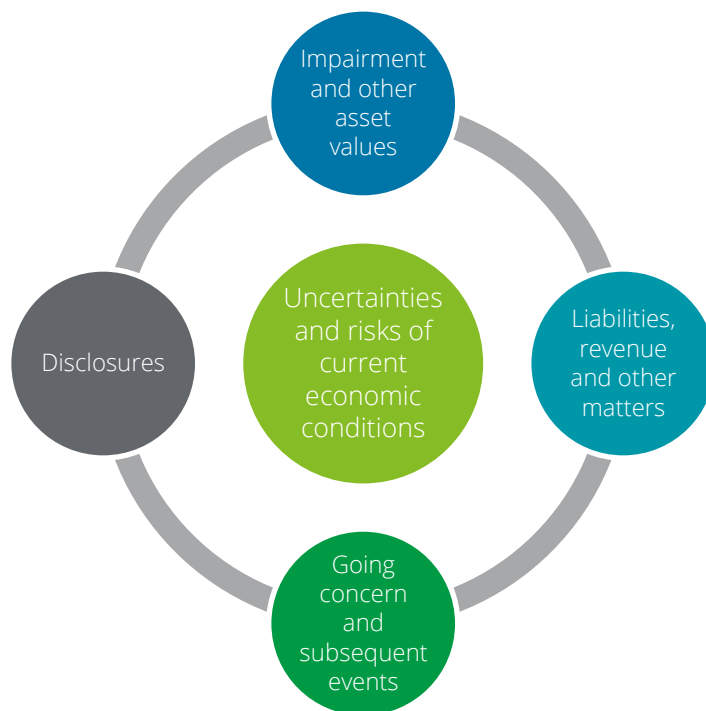 Impairment
and other
asset
values
Uncertainties
and risks of
current
economic
conditions
Liabilities,
revenue
and other
matters
Disclosures
Going
concern
and
subsequent
events